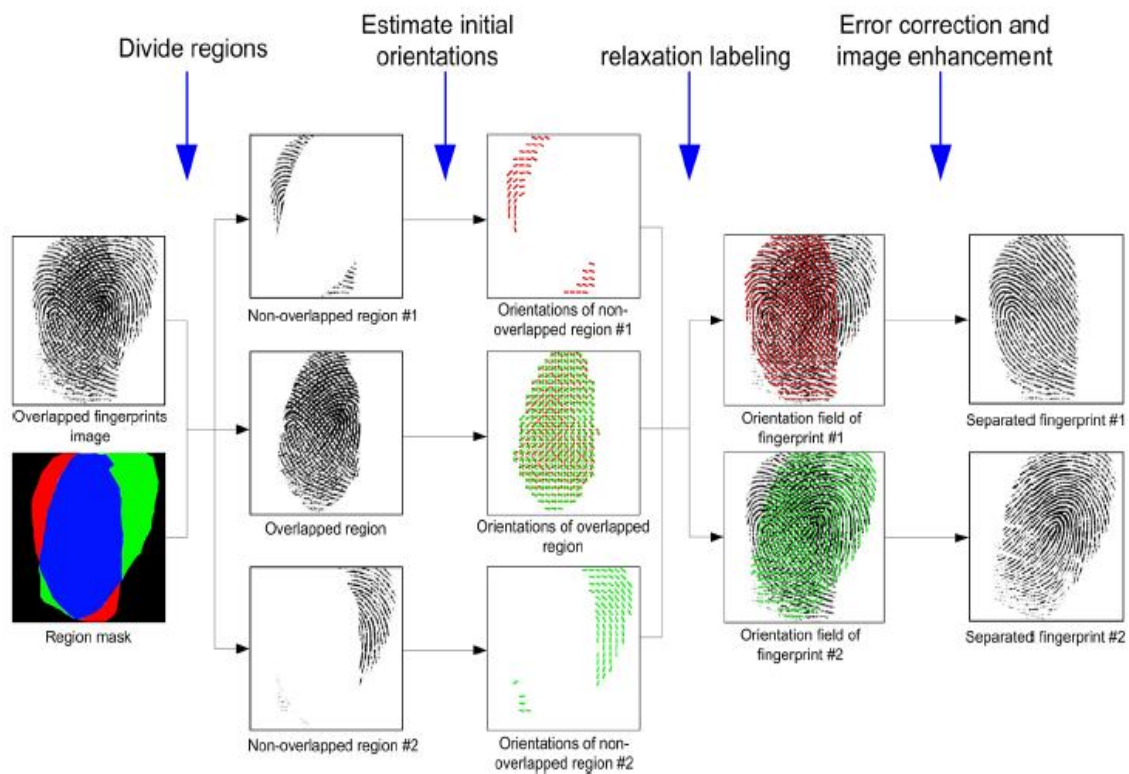 Divide regions
Estimate initial
orientations
relaxation labeling
Error correction and
image enhancement
Overlapped fingerprints
image
Region mask
Non-overlapped region #1
Overlapped region
Non-overlapped region #2
Orientations of non-
overlapped region #1
Orientations of overlapped
region
Orientations of non-
overlapped region #2
Orientation field of
fingerprint #1
Orientation field of
fingerprint #2
Separated fingerprint #1
Separated fingerprint #2